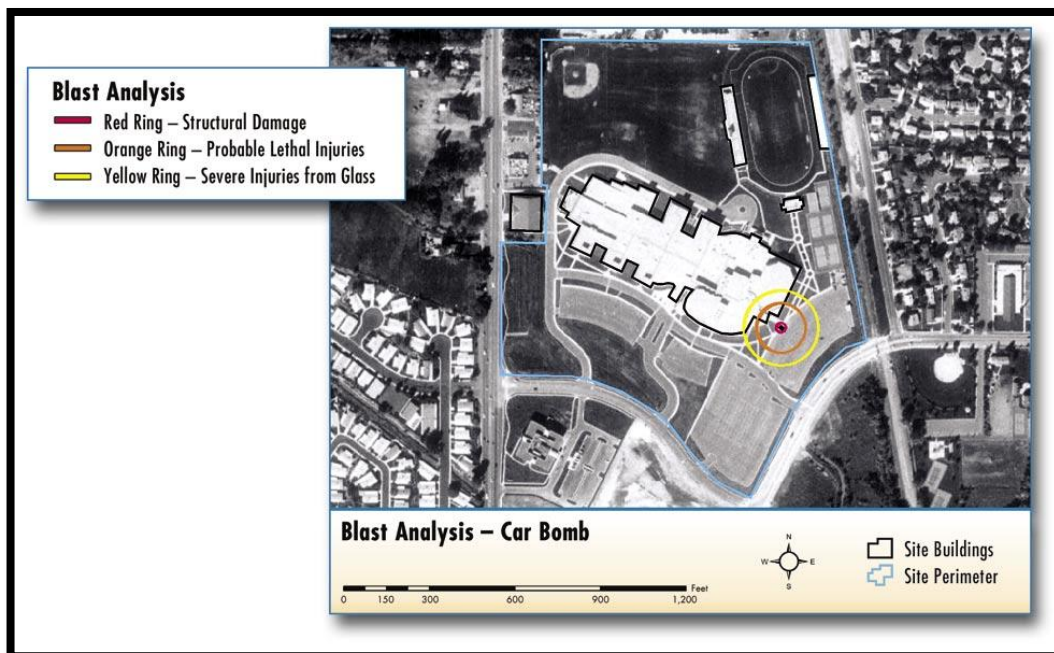 Blast Analysis
Red Ring – Structural Damage
Orange Ring – Probable Lethal Injuries
Yellow Ring – Severe Injuries from Glass
Blast Analysis – Car Bomb
N
W E
S
Feet
0 150 300 600 900 1,200
Site Buildings
Site Perimeter